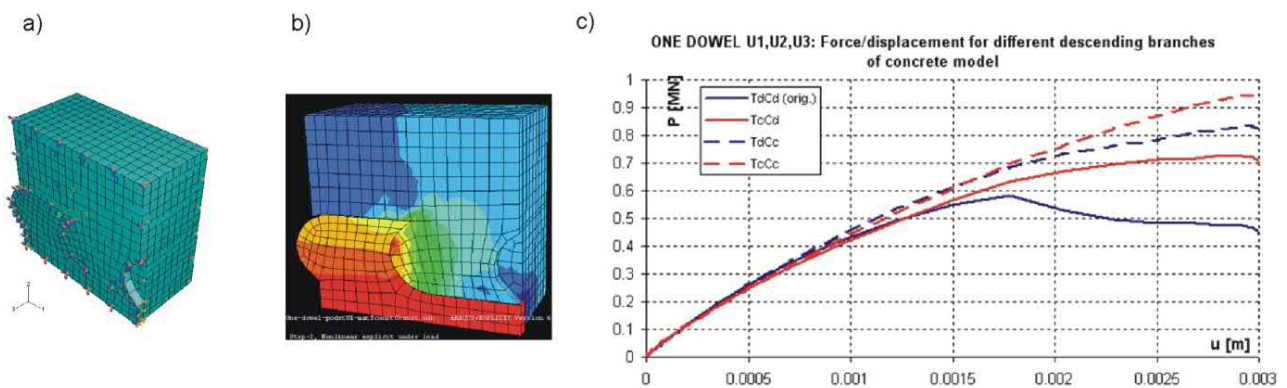 a)
b)
c)
ONE DOWEL U1,U2,U3: Force/displacement for different descending branches
of concrete model
P [MN]
1
0.9
0.8
0.7
0.6
0.5
0.4
0.3
0.2
0.1
0
TdCd (orig.)
TcCd
TdCc
TcCc
u [m]
0
0.0005
0.001
0.0015
0.002
0.0025
0.003
Step-2, Nonlinear explicit under load